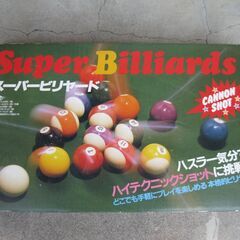 Super Billiards
スーパービリヤード
CANNON
SHOT
ハスラー気分で
ハイテクニックショットに挑戦
どこでも手軽にプレイを楽しめる 本格的ビリ